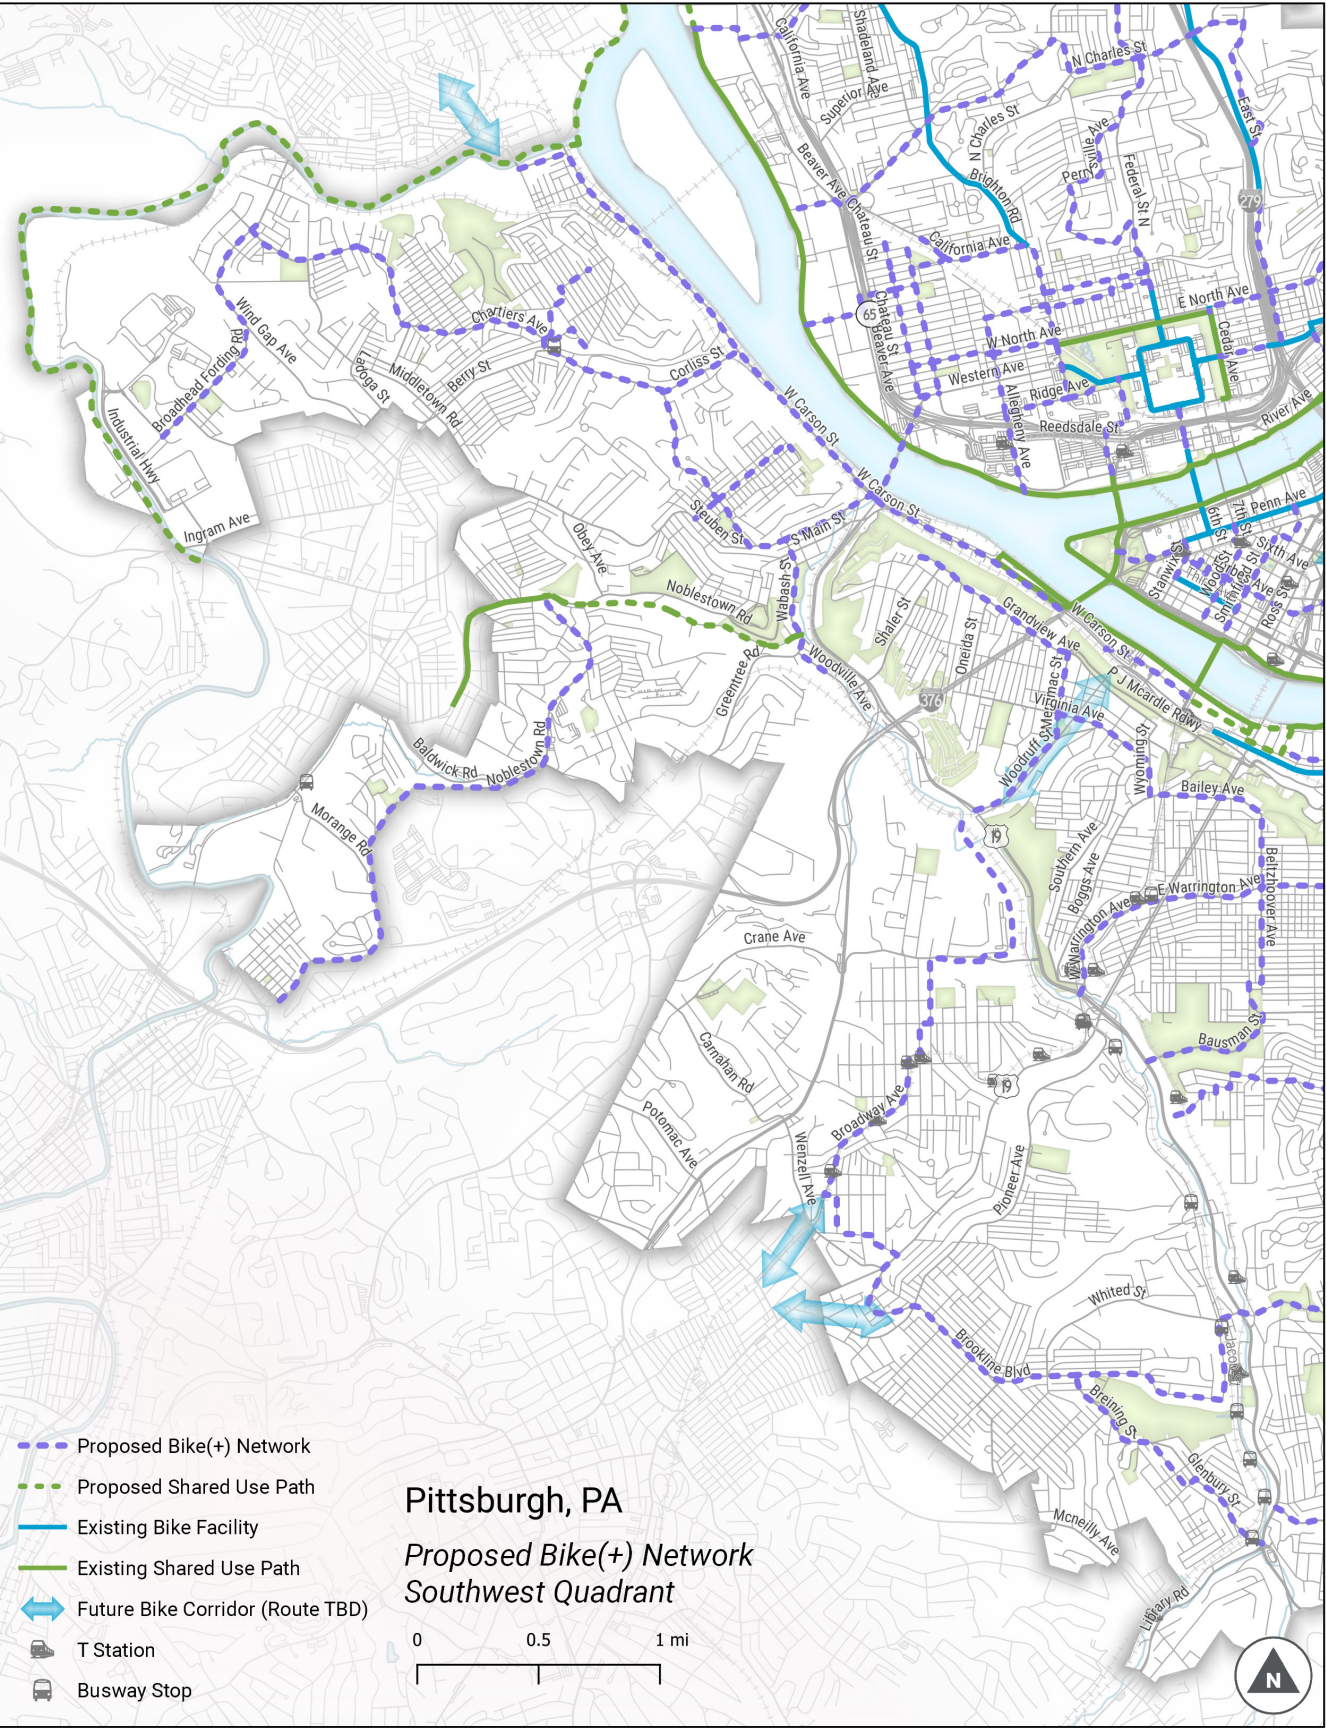 California Ave
Shadeland Ave
Superior Ave
N Charles St
N Charles St
East St
Beaver Ave
Perrysville Ave
Federal St N
Brighton Rd
279
Chateau St
California Ave
65
Chateau St
Beaver Ave
E North Ave
W North Ave
Cedar Ave
Western Ave
Ridge Ave
Allegheny Ave
Reedsdale St
River Ave
Chartiers Ave
Wind Gap Ave
Broadhead Fording Rd
Ladoga St
Middletown Rd
Berry St
Corliss St
W Carson St
Industrial Hwy
Ingram Ave
W Carson St
Steuben St
S Main St
Penn Ave
6th St
7th St
Sixth Ave
Stanwix St
Wood St
Forbes Ave
Smithfield St
Ross St
Obey Ave
Noblestown Rd
Wabash St
Shaler St
Grandview Ave
W Carson St
Oneida St
Greentree Rd
Woodville Ave
376
Merrimac St
Virginia Ave
P J Mcardle Rdwy
Woodruff St
Wyoming St
Baldwick Rd
Noblestown Rd
Bailey Ave
Morange Rd
19
Southern Ave
Boggs Ave
Beltzhoover Ave
E Warrington Ave
W Warrington Ave
Crane Ave
Bausman St
Carnahan Rd
19
Potomac Ave
Broadway Ave
Wenzell Ave
Pioneer Ave
Whited St
Jacob St
Brookline Blvd
Breining St
Glenbury St
Mcneilly Ave
Library Rd
Proposed Bike(+) Network
Proposed Shared Use Path
Existing Bike Facility
Existing Shared Use Path
Future Bike Corridor (Route TBD)
T Station
Busway Stop
Pittsburgh, PA
Proposed Bike(+) Network
Southwest Quadrant
0 0.5 1 mi
N